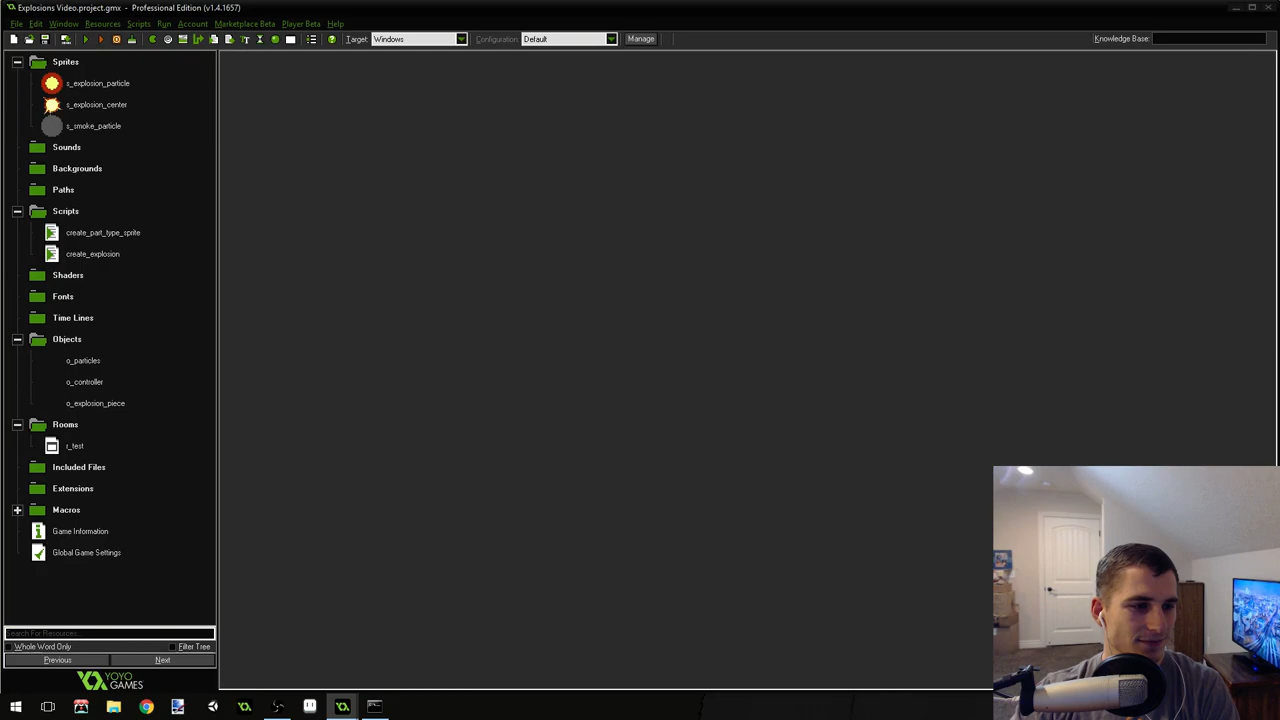 Explosions Video.project.gmx - Professional Edition (v1.4.1657)
File Edit Window Resources Scripts Run Account Marketplace Beta Player Beta Help
Target: Windows Configuration: Default Manage Knowledge Base:
Sprites
s_explosion_particle
s_explosion_center
s_smoke_particle
Sounds
Backgrounds
Paths
Scripts
create_part_type_sprite
create_explosion
Shaders
Fonts
Time Lines
Objects
o_particles
o_controller
o_explosion_piece
Rooms
r_test
Included Files
Extensions
Macros
Game Information
Global Game Settings
Search For Resources
Whole Word Only Filter Tree
Previous Next
YOYO
GAMES